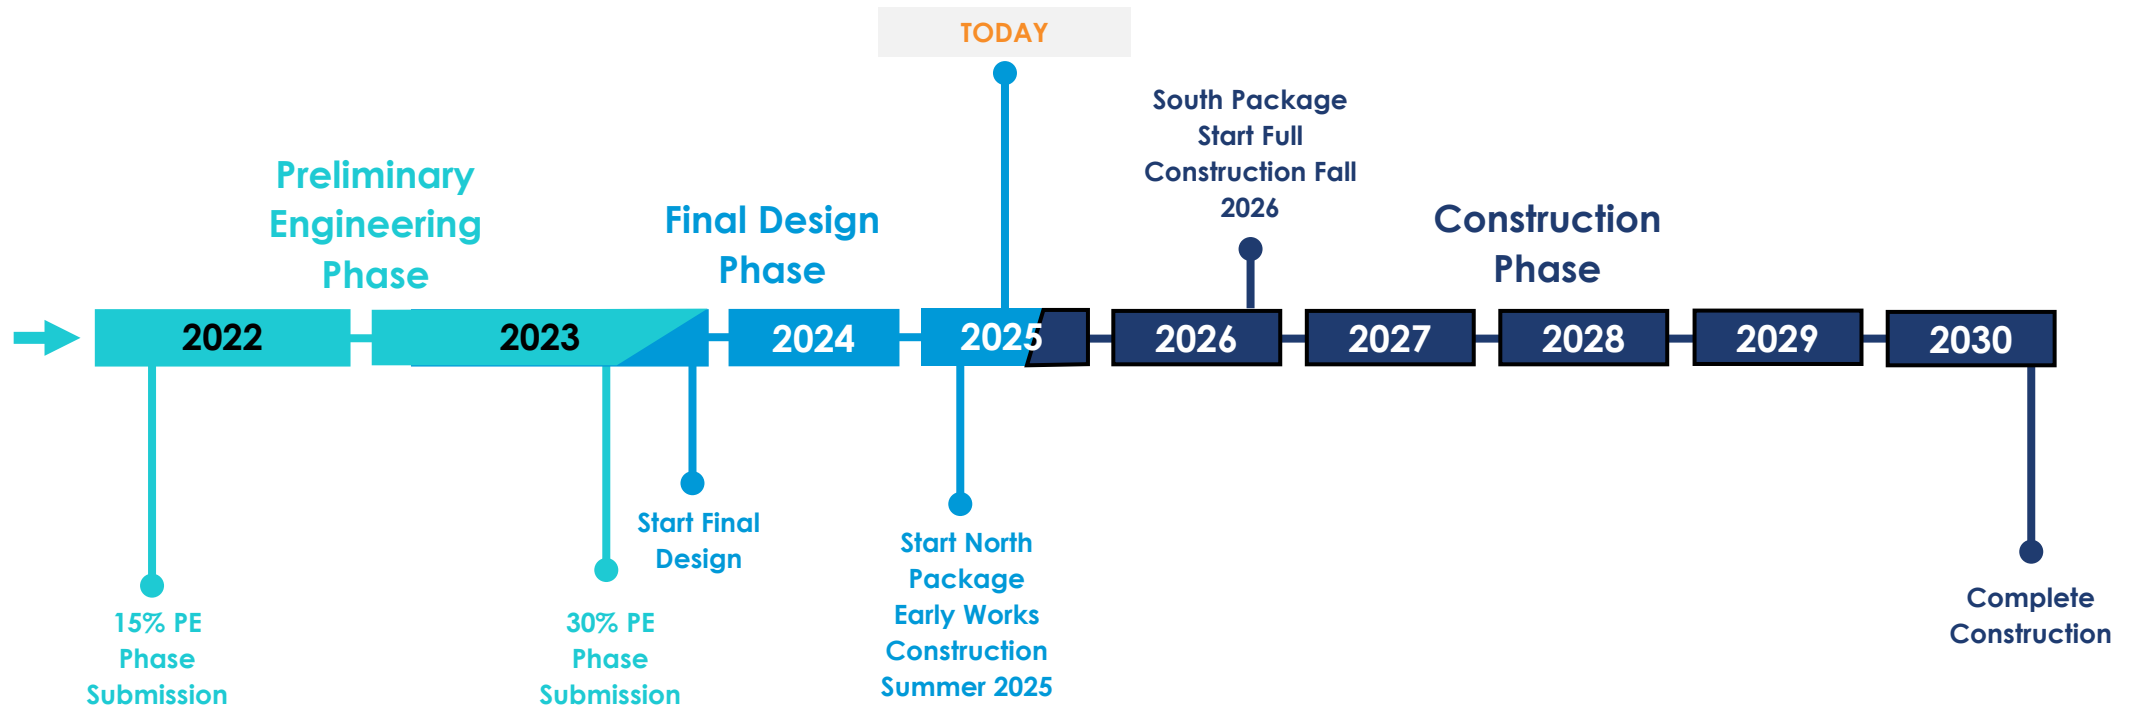 TODAY
South Package
Start Full
Construction Fall
2026
Preliminary
Engineering
Phase
Final Design
Phase
Construction
Phase
2022
2023
2024
2025
2026
2027
2028
2029
2030
Start Final
Design
Start North
Package
Early Works
Construction
Summer 2025
15% PE
Phase
Submission
30% PE
Phase
Submission
Complete
Construction